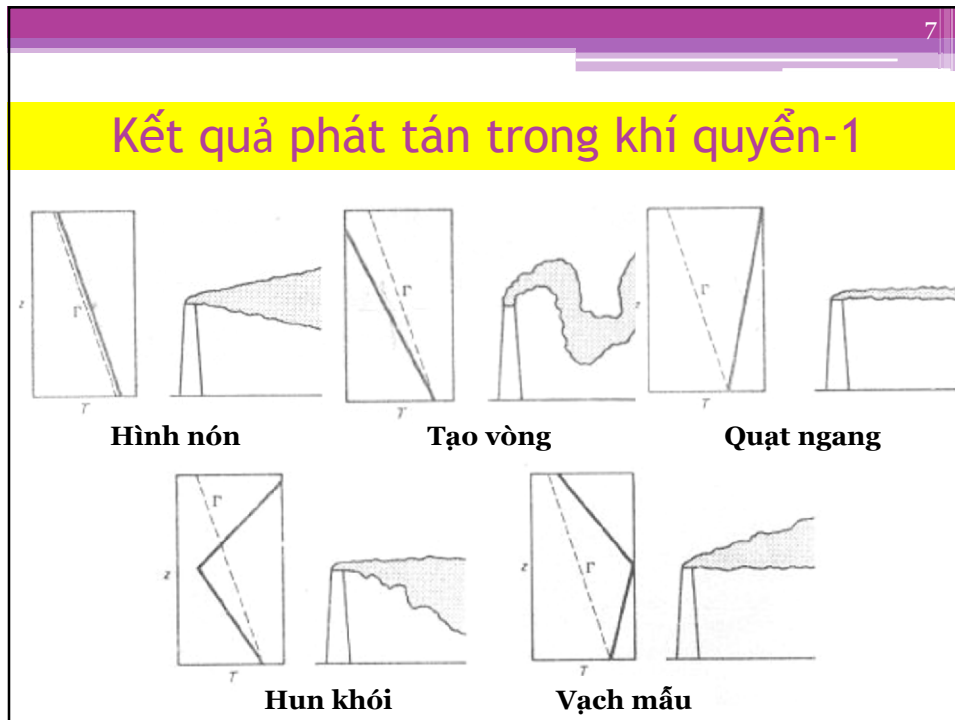 7
Kết quả phát tán trong khí quyển-1
z
Γ
T
Γ
T
z
Γ
T
Hình nón
Tạo vòng
Quạt ngang
z
Γ
T
z
Γ
T
Hun khói
Vạch mẫu